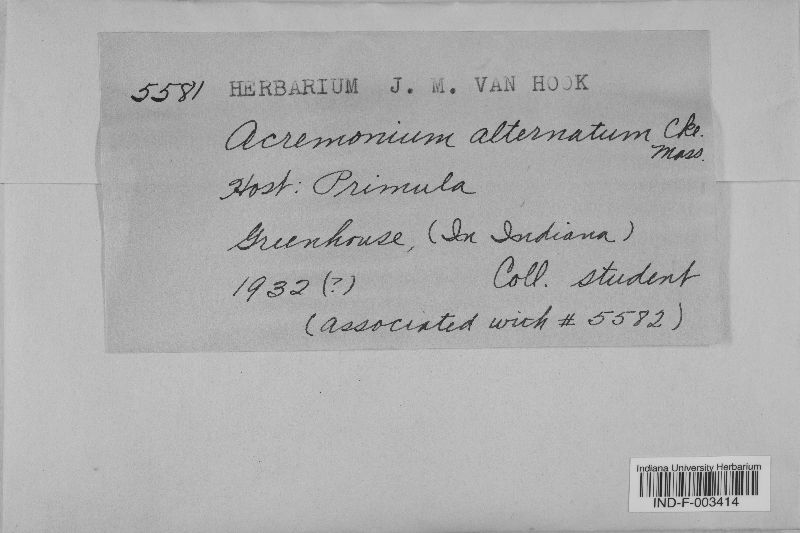 5581 HERBARIUM J. M. VAN HOOK
Acremonium alternatum Cke.
Mass.
Host: Primula
Greenhouse, (In Indiana)
1932 (?) Coll. student
(associated with # 5582)
Indiana University Herbarium
IND-F-003414